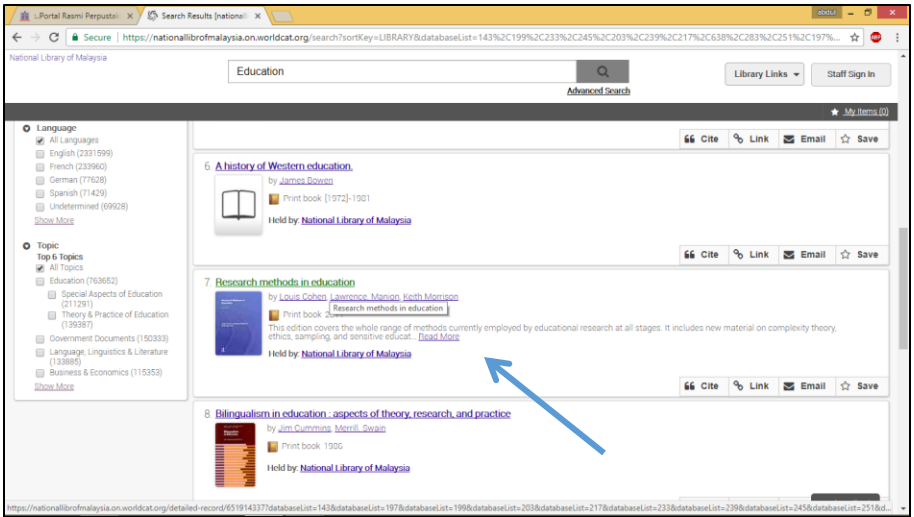 :.Portal Rasmi Perpustak
Search Results [national
abdul
Secure | https://nationallibrofmalaysia.on.worldcat.org/search?sortKey=LIBRARY&databaseList=143%2C199%2C233%2C245%2C203%2C239%2C217%2C638%2C283%2C251%2C197%...
National Library of Malaysia
Education
Advanced Search
Library Links
Staff Sign In
My Items (0)
Language
All Languages
English (2331599)
French (233960)
German (77628)
Spanish (71429)
Undetermined (69928)
Show More
Topic
Top 6 Topics
All Topics
Education (763652)
Special Aspects of Education
(211291)
Theory & Practice of Education
(139387)
Government Documents (150333)
Language, Linguistics & Literature
(133885)
Business & Economics (115353)
Show More
Cite Link Email Save
6. A history of Western education.
by James Bowen
Print book [1972]-1981
Held by: National Library of Malaysia
Cite Link Email Save
7. Research methods in education
by Louis Cohen, Lawrence. Manion, Keith Morrison
Research methods in education
Print book
This edition covers the whole range of methods currently employed by educational research at all stages. It includes new material on complexity theory,
ethics, sampling, and sensitive educat... Read More
Held by: National Library of Malaysia
Cite Link Email Save
8. Bilingualism in education : aspects of theory, research, and practice
by Jim Cummins, Merrill. Swain
Print book 1986
Held by: National Library of Malaysia
https://nationallibrofmalaysia.on.worldcat.org/detailed-record/651914337?databaseList=143&databaseList=197&databaseList=199&databaseList=203&databaseList=217&databaseList=233&databaseList=239&databaseList=245&databaseList=251&d...